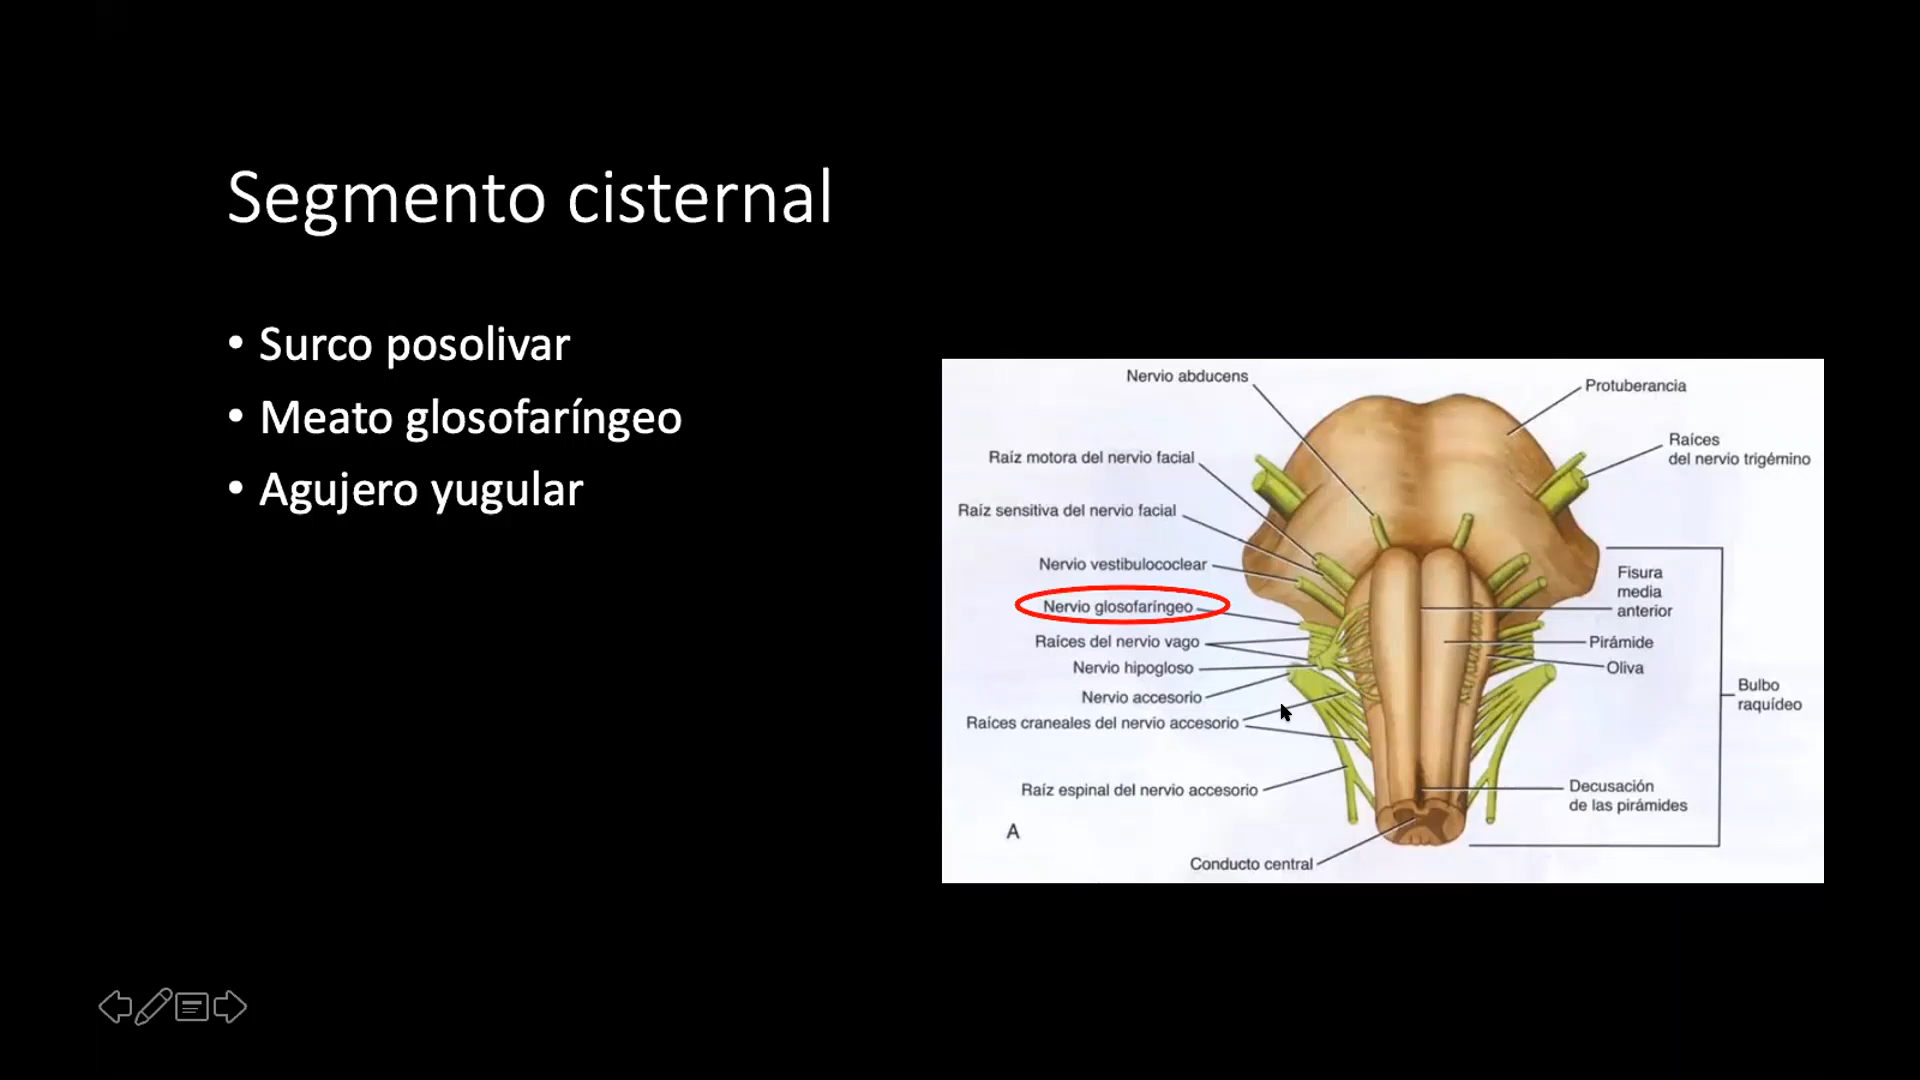 Segmento cisternal
• Surco posolivar
• Meato glosofaríngeo
• Agujero yugular
Nervio abducens
Protuberancia
Raíces
del nervio trigémino
Raíz motora del nervio facial
Raíz sensitiva del nervio facial
Nervio vestibulococlear
Nervio glosofaríngeo
Raíces del nervio vago
Nervio hipogloso
Nervio accesorio
Raíces craneales del nervio accesorio
Raíz espinal del nervio accesorio
A
Conducto central
Fisura
media
anterior
Pirámide
Oliva
Bulbo
raquídeo
Decusación
de las pirámides